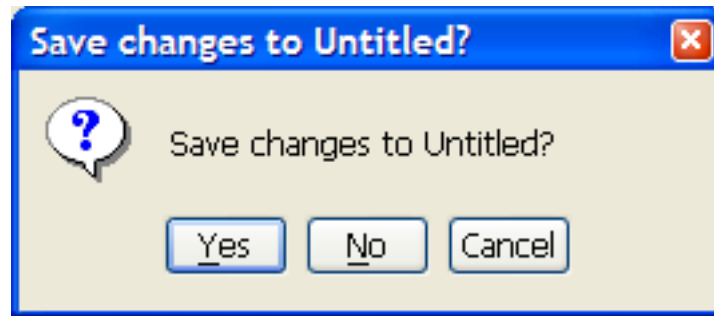 Save changes to Untitled?
?
Save changes to Untitled?
Yes No Cancel